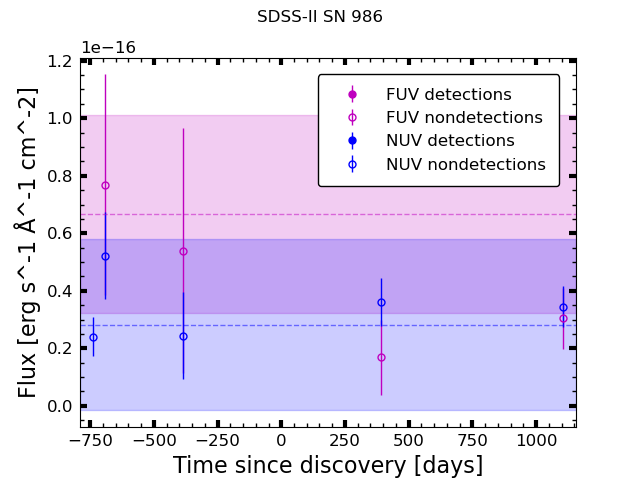 SDSS-II SN 986
1e−16
FUV detections
FUV nondetections
NUV detections
NUV nondetections
1.2
1.0
0.8
0.6
0.4
0.2
0.0
Flux [erg s^-1 Å^-1 cm^-2]
−750 −500 −250 0 250 500 750 1000
Time since discovery [days]